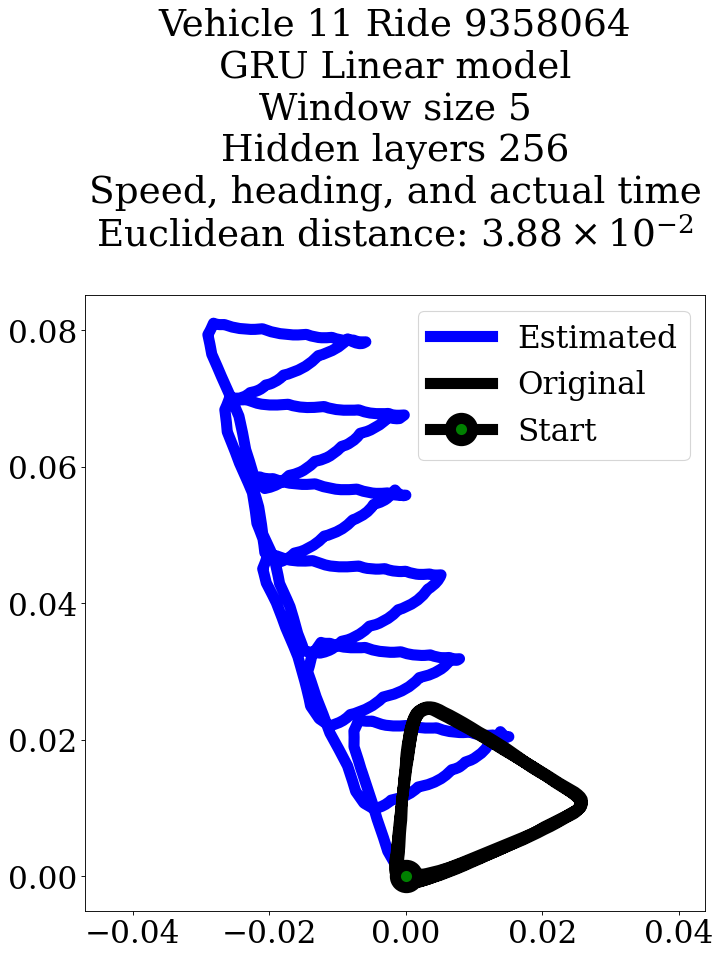 Vehicle 11 Ride 9358064
GRU Linear model
Window size 5
Hidden layers 256
Speed, heading, and actual time
Euclidean distance: 3.88 × 10⁻²
Estimated
Original
Start
0.08
0.06
0.04
0.02
0.00
−0.04 −0.02 0.00 0.02 0.04